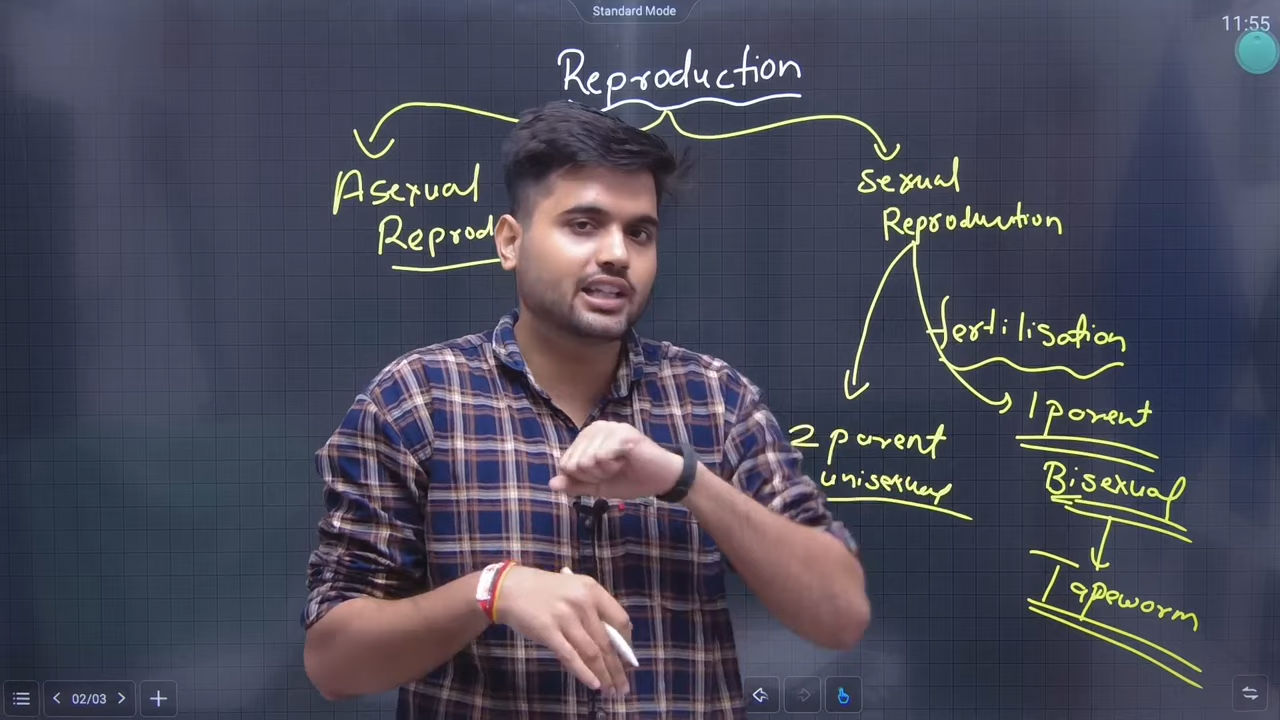 Standard Mode
11:55
Reproduction
Asexual
Reprod
Sexual
Reproduction
fertilisation
1 parent
2 parent
unisexual
Bisexual
Tapeworm
02/03